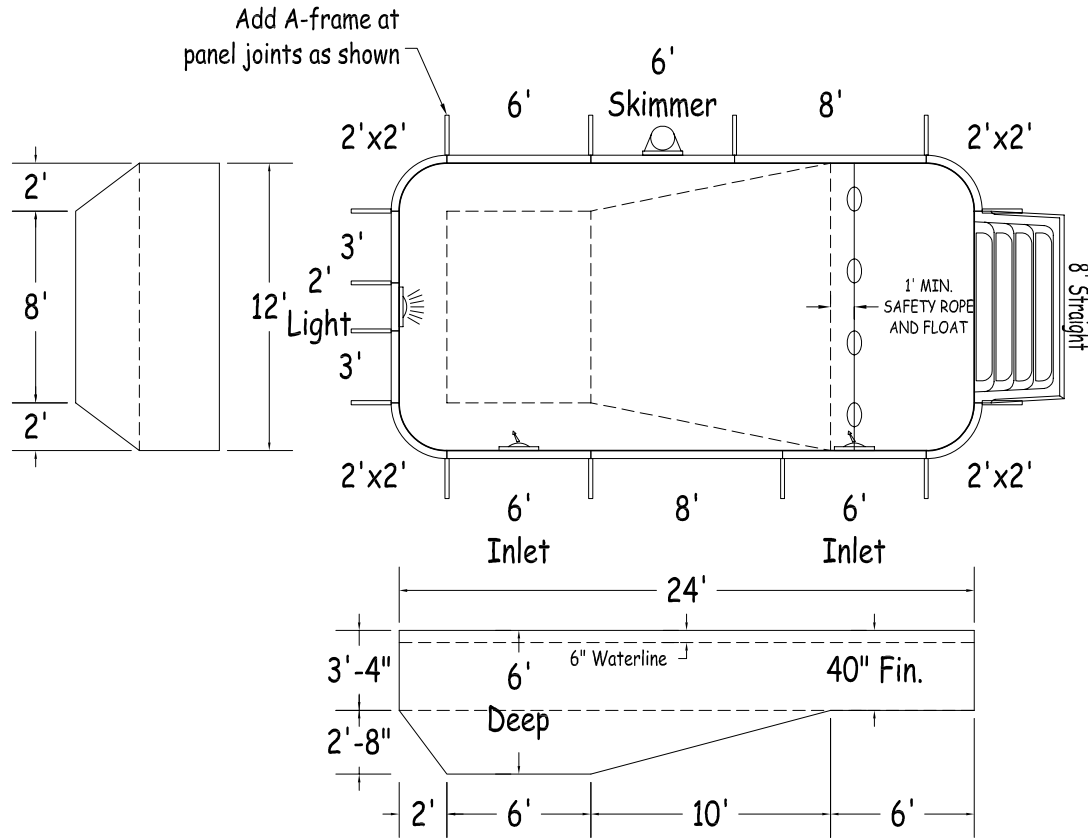 Add A-frame at
panel joints as shown
6'
6'
Skimmer
8'
2'x2'
2'x2'
2'
8'
2'
12'
3'
2'
Light
3'
1' MIN.
SAFETY ROPE
AND FLOAT
8' Straight
2'x2'
2'x2'
6'
Inlet
8'
6'
Inlet
24'
3'-4"
2'-8"
6'
Deep
6" Waterline
40" Fin.
2'
6'
10'
6'